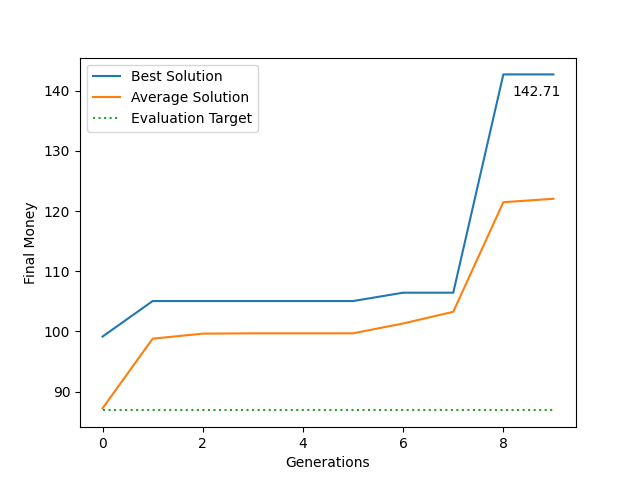 Best Solution
Average Solution
Evaluation Target
142.71
140
130
120
110
100
90
Final Money
0
2
4
6
8
Generations